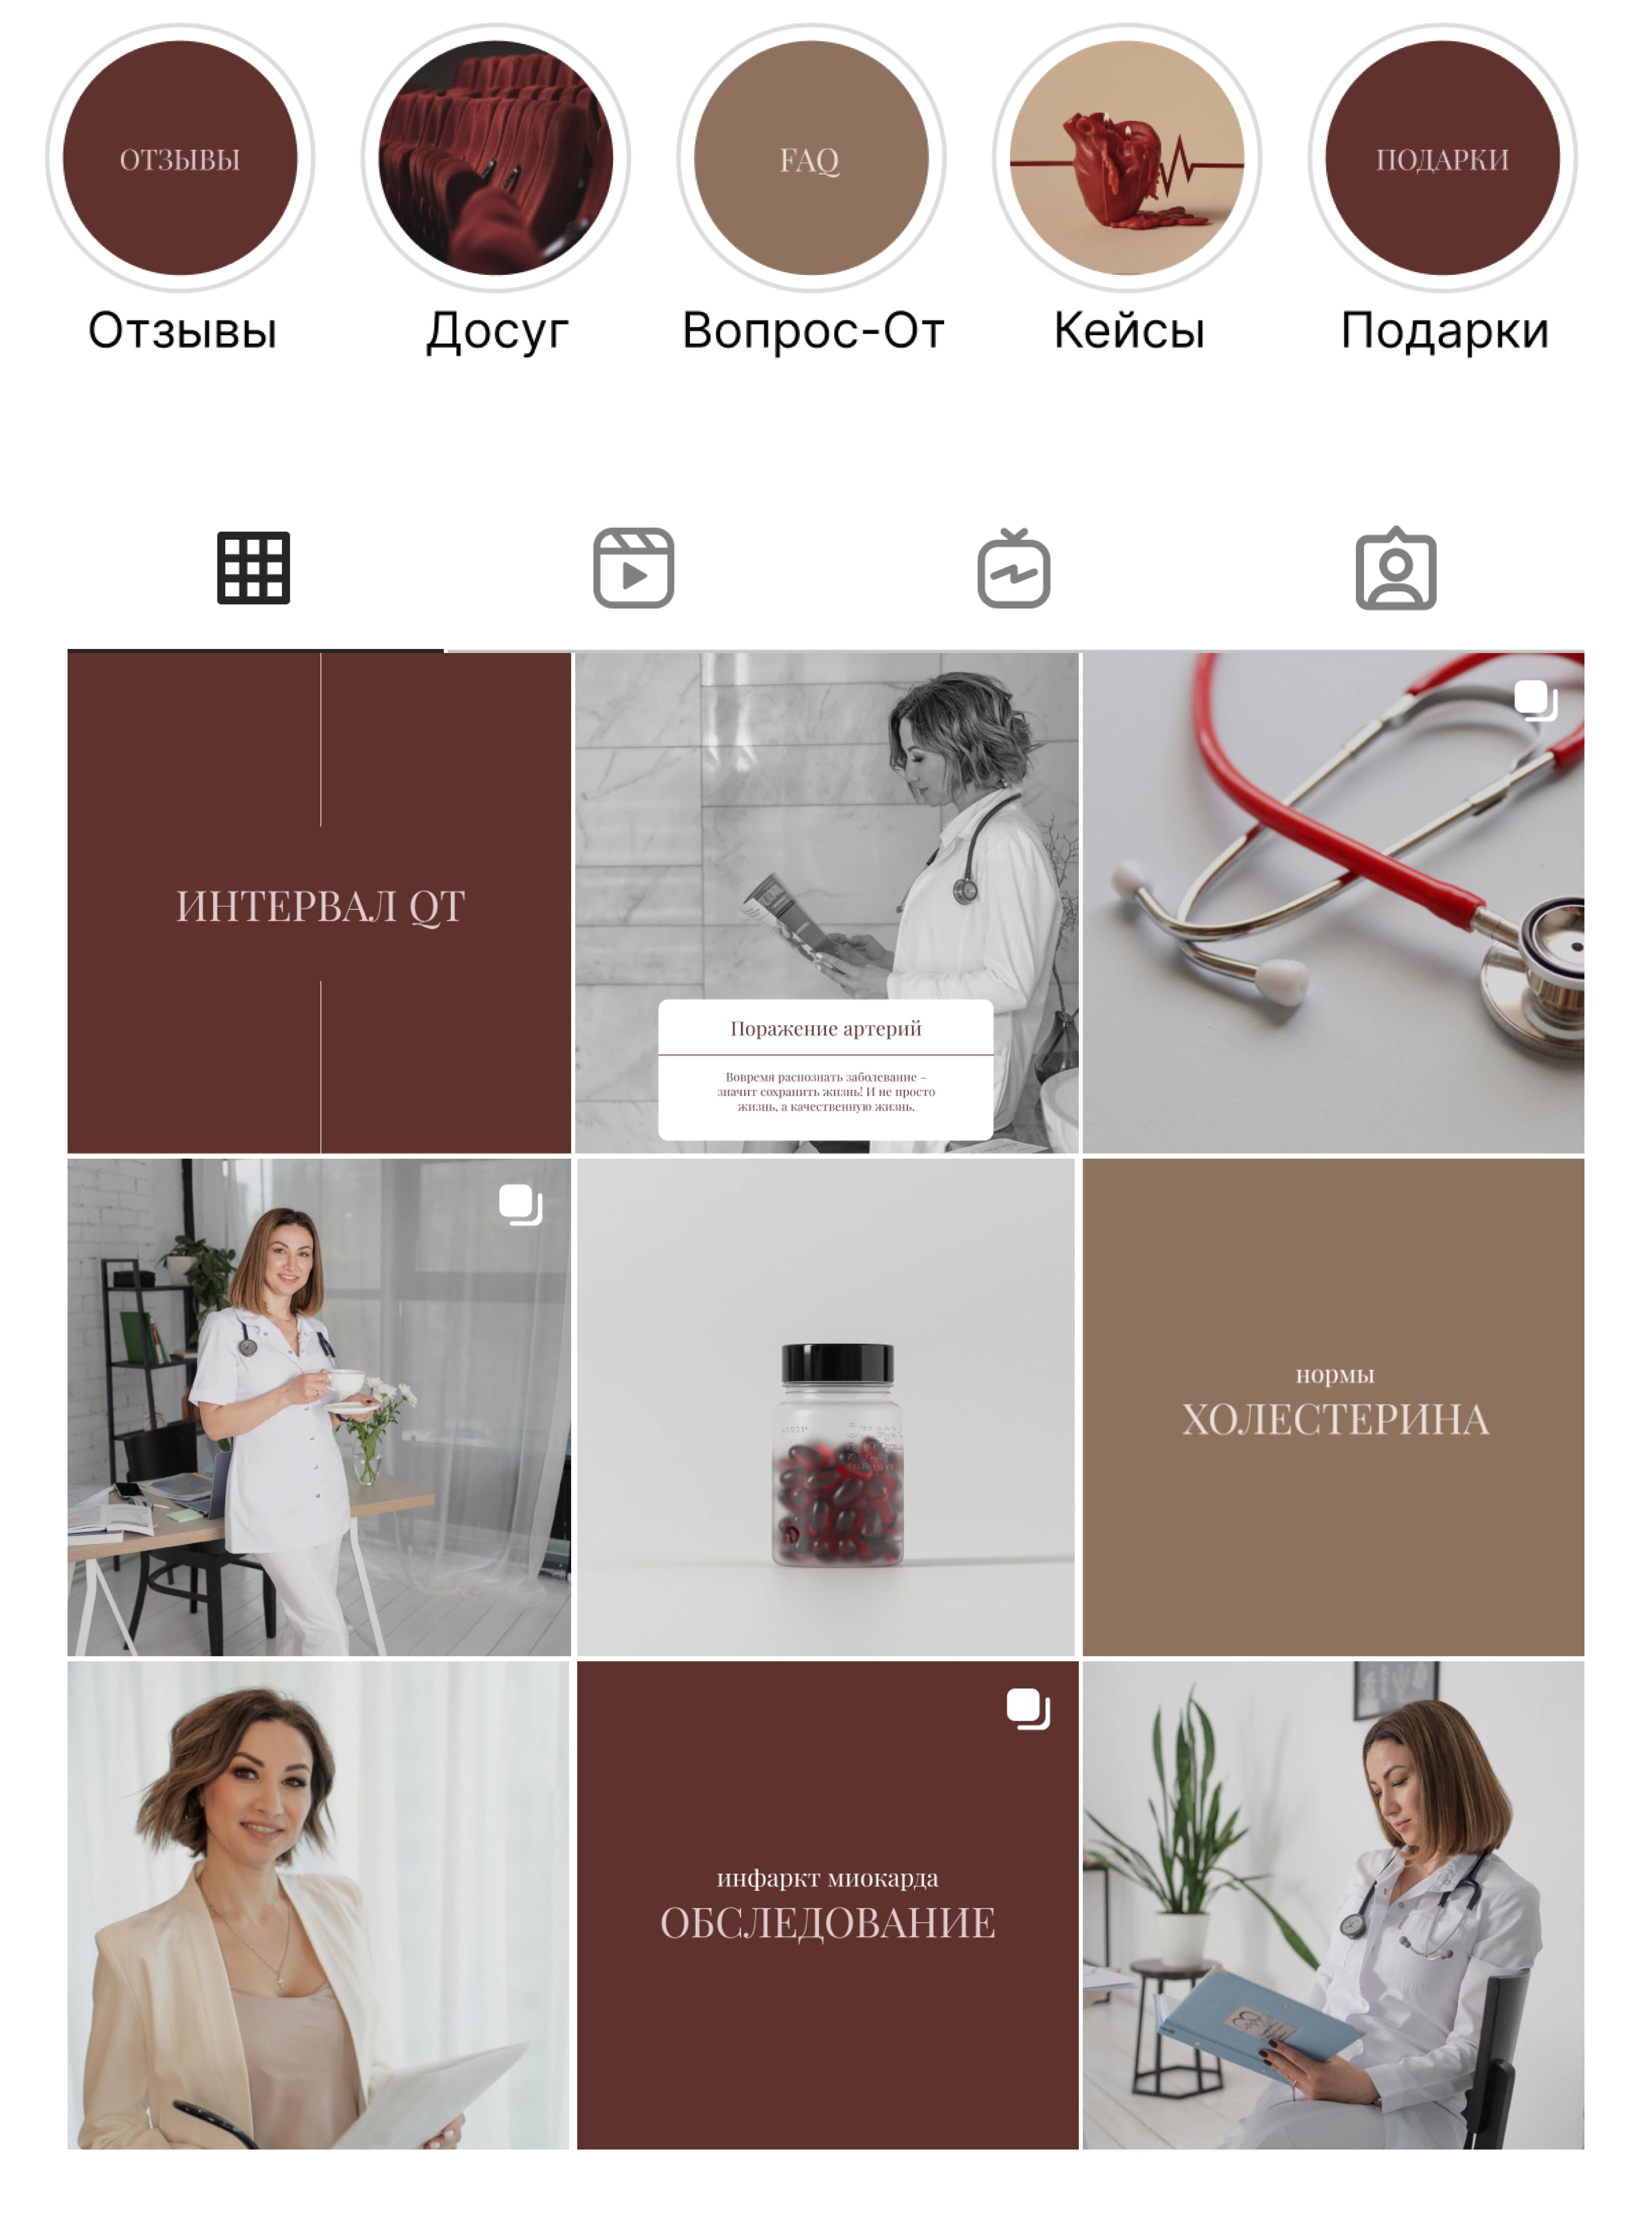 ОТЗЫВЫ
FAQ
ПОДАРКИ
Отзывы
Досуг
Вопрос-От
Кейсы
Подарки
ИНТЕРВАЛ QT
Поражение артерий
Вовремя распознать заболевание –
значит сохранить жизнь! И не просто
жизнь, а качественную жизнь.
нормы
ХОЛЕСТЕРИНА
инфаркт миокарда
ОБСЛЕДОВАНИЕ